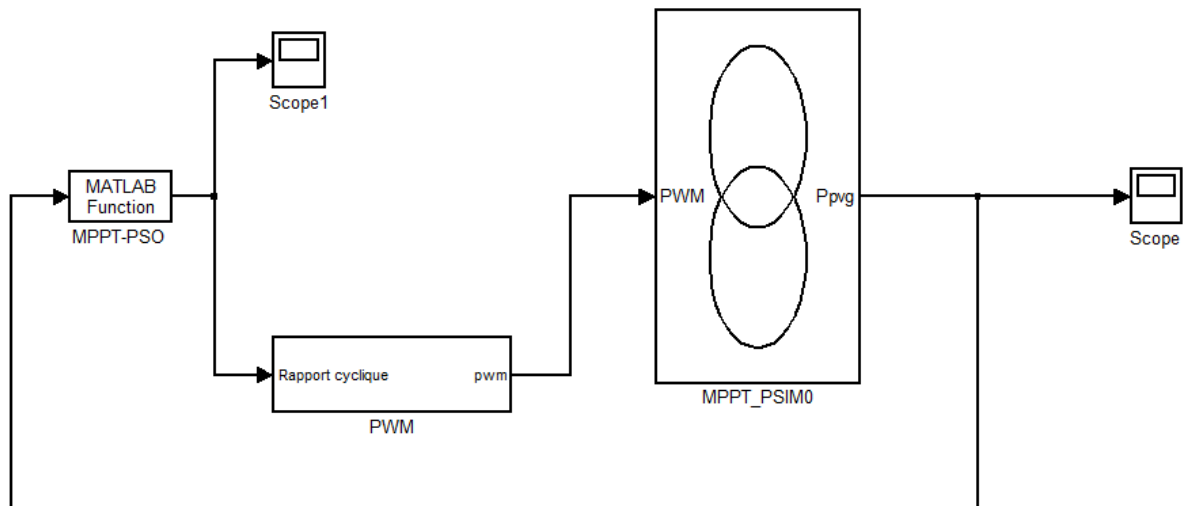 Scope1
MATLAB
Function
MPPT-PSO
PWM
Ppvg
Scope
Rapport cyclique
pwm
PWM
MPPT_PSIM0